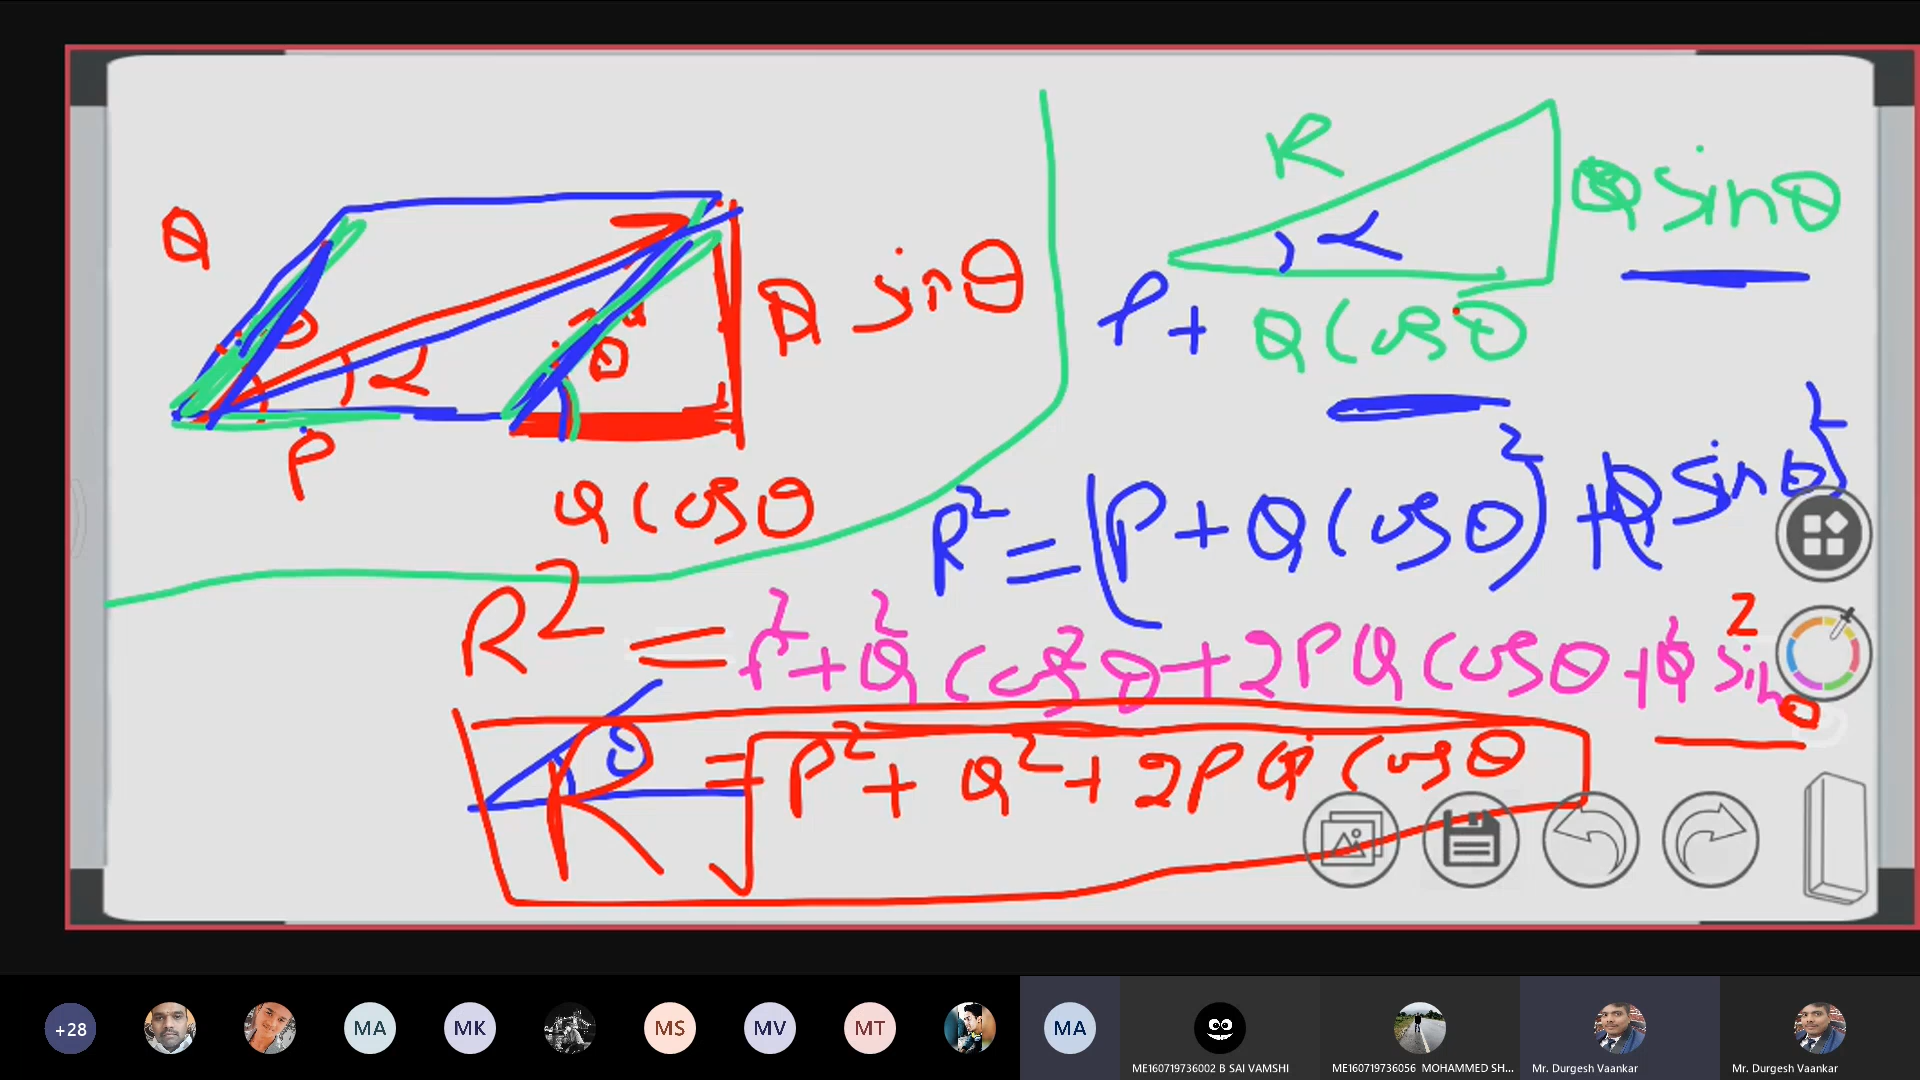 Q
θ
α
θ
P
Q sinθ
Q cosθ
R
α
Q sinθ
P + Q cosθ
R² = (P + Q cosθ)² + Q sinθ²
R² = P² + Q² cos²θ + 2PQ cosθ + Q² sin²θ
θ
R = √P² + Q² + 2PQ cosθ
+28
MA
MK
MS
MV
MT
MA
ME160719736002 B SAI VAMSHI
ME160719736056 MOHAMMED SH...
Mr. Durgesh Vaankar
Mr. Durgesh Vaankar